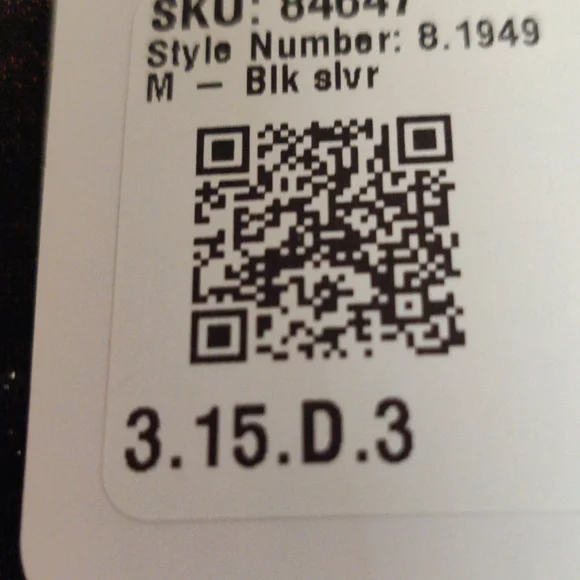 SKU: 84647
Style Number: 8.1949
M – Blk slvr
3.15.D.3